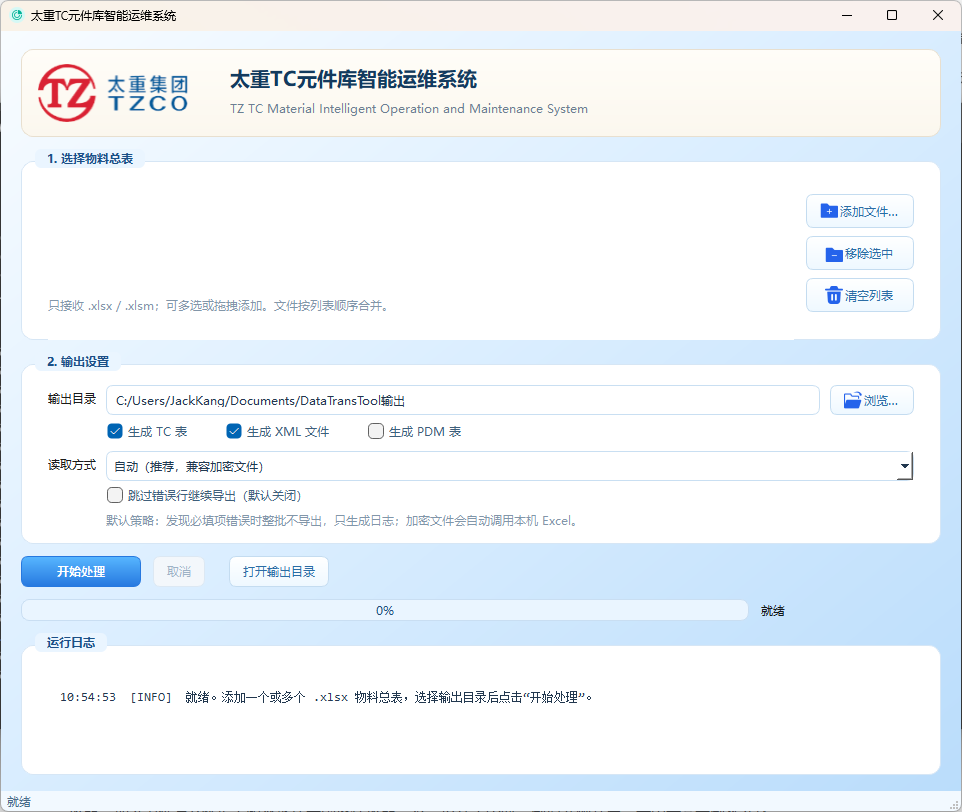 太重TC元件库智能运维系统
TZ 太重集团
TZCO
太重TC元件库智能运维系统
TZ TC Material Intelligent Operation and Maintenance System
1. 选择物料总表
添加文件...
移除选中
清空列表
只接收 .xlsx / .xlsm；可多选或拖拽添加。文件按列表顺序合并。
2. 输出设置
输出目录 C:/Users/JackKang/Documents/DataTransTool输出 浏览...
生成 TC 表 生成 XML 文件 生成 PDM 表
读取方式 自动（推荐，兼容加密文件）
跳过错误行继续导出（默认关闭）
默认策略：发现必填项错误时整批不导出，只生成日志；加密文件会自动调用本机 Excel。
开始处理 取消 打开输出目录
0% 就绪
运行日志
10:54:53 [INFO] 就绪。添加一个或多个 .xlsx 物料总表，选择输出目录后点击“开始处理”。
就绪